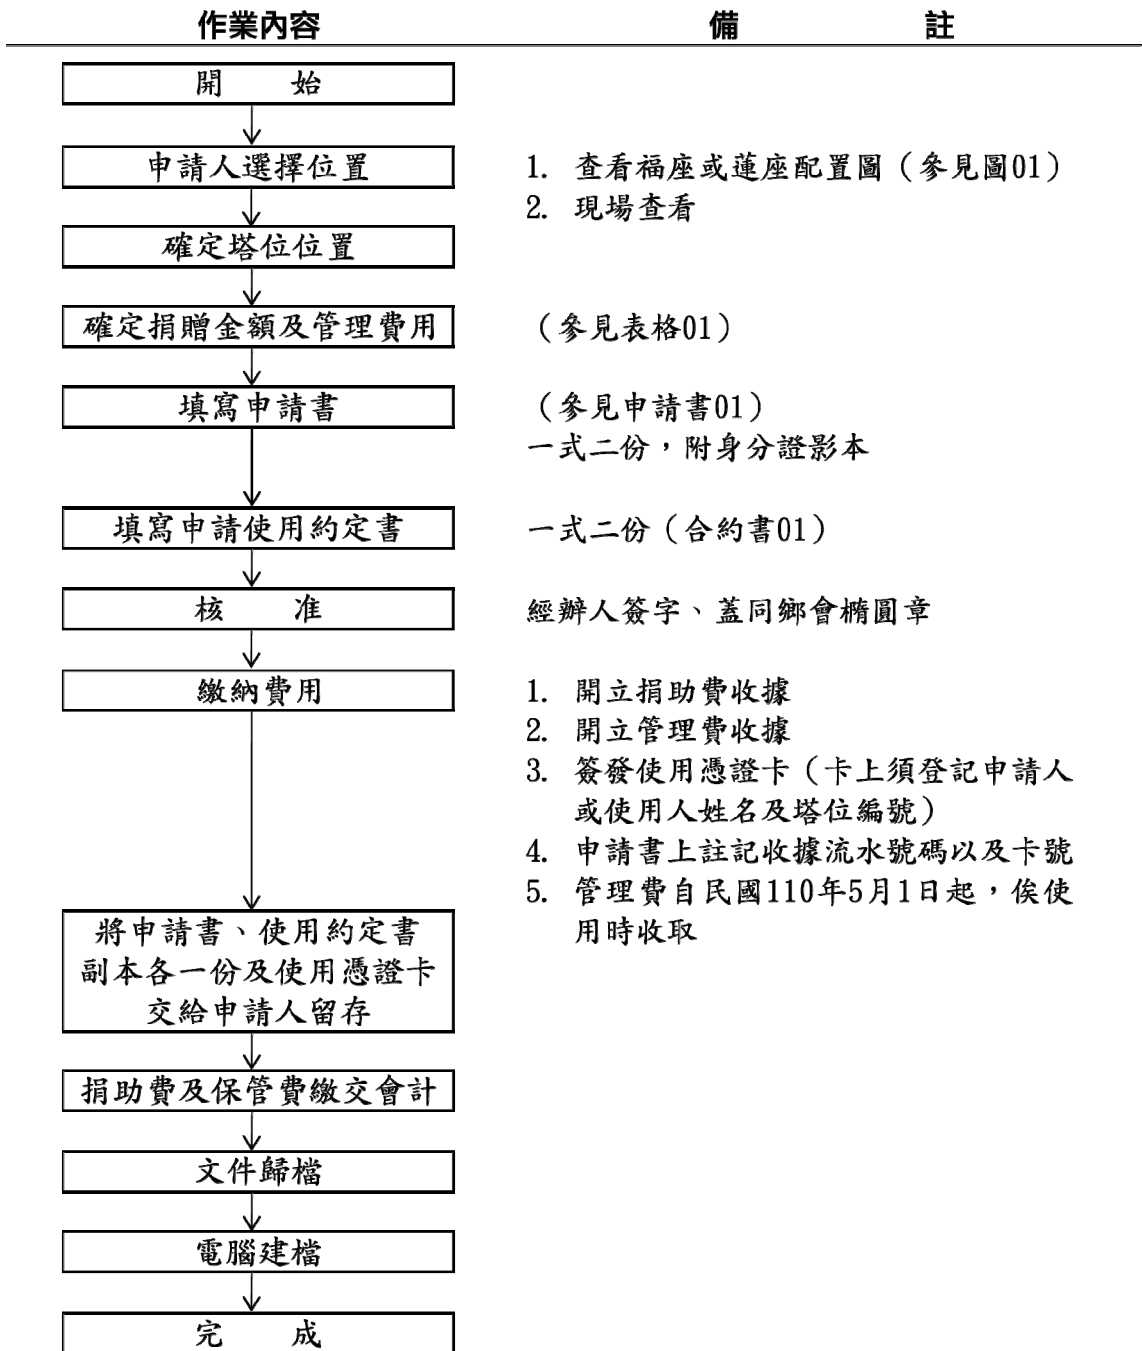 作業內容　備　註
開　始
申請人選擇位置
1. 查看福座或蓮座配置圖（參見圖01）
2. 現場查看
確定塔位位置
確定捐贈金額及管理費用
（參見表格01）
填寫申請書
（參見申請書01）
一式二份，附身分證影本
填寫申請使用約定書
一式二份（合約書01）
核　准
經辦人簽字、蓋同鄉會橢圓章
繳納費用
1. 開立捐助費收據
2. 開立管理費收據
3. 簽發使用憑證卡（卡上須登記申請人
或使用人姓名及塔位編號）
4. 申請書上註記收據流水號碼以及卡號
5. 管理費自民國110年5月1日起，俟使
用時收取
將申請書、使用約定書
副本各一份及使用憑證卡
交給申請人留存
捐助費及保管費繳交會計
文件歸檔
電腦建檔
完　成